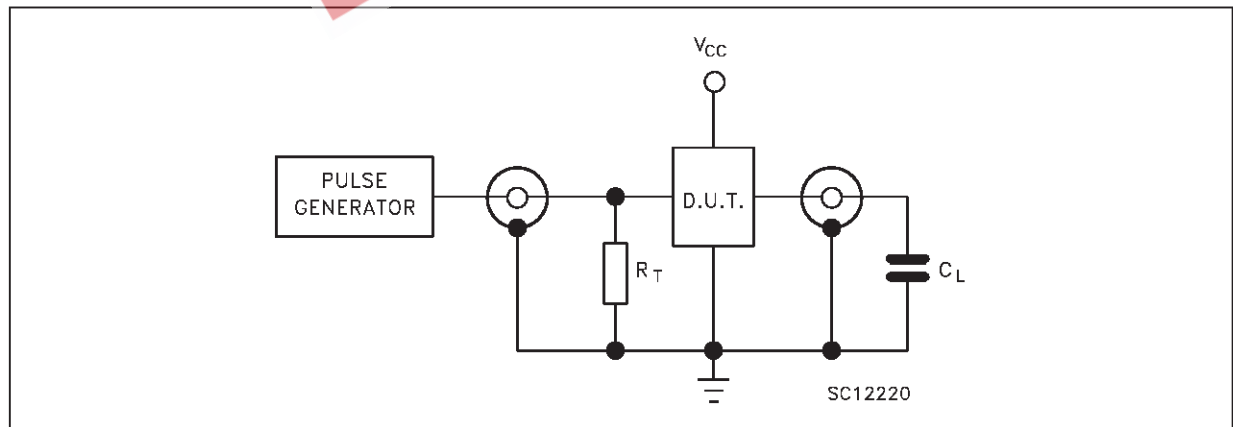 VCC
PULSE
GENERATOR
D.U.T.
RT
CL
SC12220